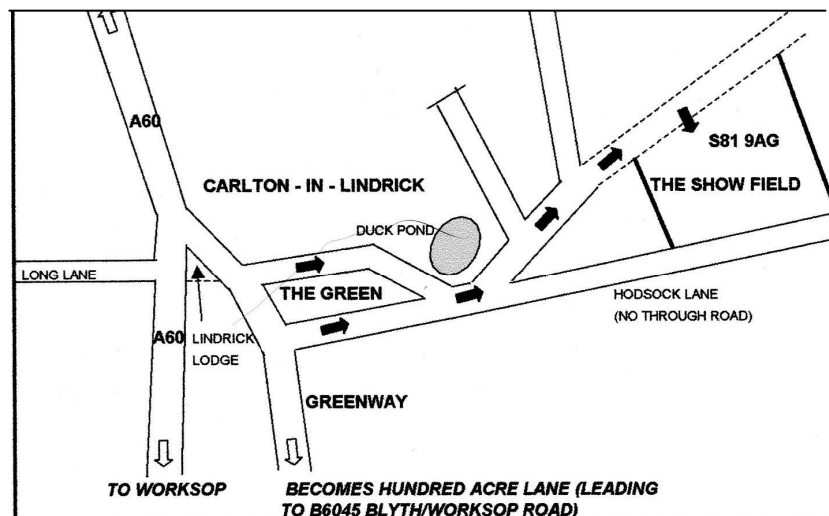 A60
CARLTON - IN - LINDRICK
S81 9AG
THE SHOW FIELD
DUCK POND
LONG LANE
THE GREEN
HODSOCK LANE
(NO THROUGH ROAD)
A60
LINDRICK
LODGE
GREENWAY
TO WORKSOP
BECOMES HUNDRED ACRE LANE (LEADING
TO B6045 BLYTH/WORKSOP ROAD)